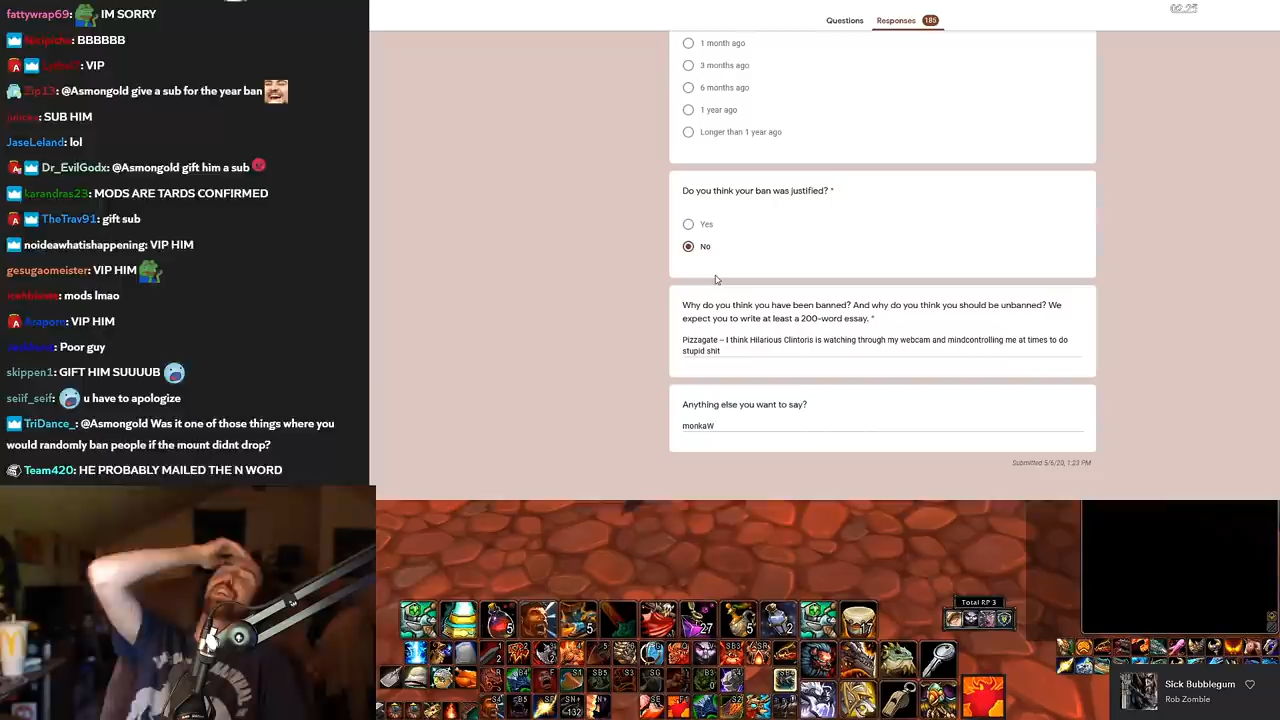 fattywrap69: IM SORRY
BBBBBB
VIP
Zip13: @Asmongold give a sub for the year ban
SUB HIM
JaseLeland: lol
Dr_EvilGodx: @Asmongold gift him a sub
karandras23: MODS ARE TARDS CONFIRMED
TheTrav91: gift sub
noideawhatishappening: VIP HIM
gesugaomeister: VIP HIM
mods lmao
VIP HIM
Poor guy
skippen1: GIFT HIM SUUUUB
seiif_seif: u have to apologize
TriDance_: @Asmongold Was it one of those things where you
would randomly ban people if the mount didnt drop?
Team420: HE PROBABLY MAILED THE N WORD
Questions Responses 185
1 month ago
3 months ago
6 months ago
1 year ago
Longer than 1 year ago
Do you think your ban was justified? *
Yes
No
Why do you think you have been banned? And why do you think you should be unbanned? We
expect you to write at least a 200-word essay. *
Pizzagate – I think Hilarious Clintoris is watching through my webcam and mindcontrolling me at times to do
stupid shit
Anything else you want to say?
monkaW
Submitted 5/6/20, 1:23 PM
Total RP 3
Sick Bubblegum
Rob Zombie